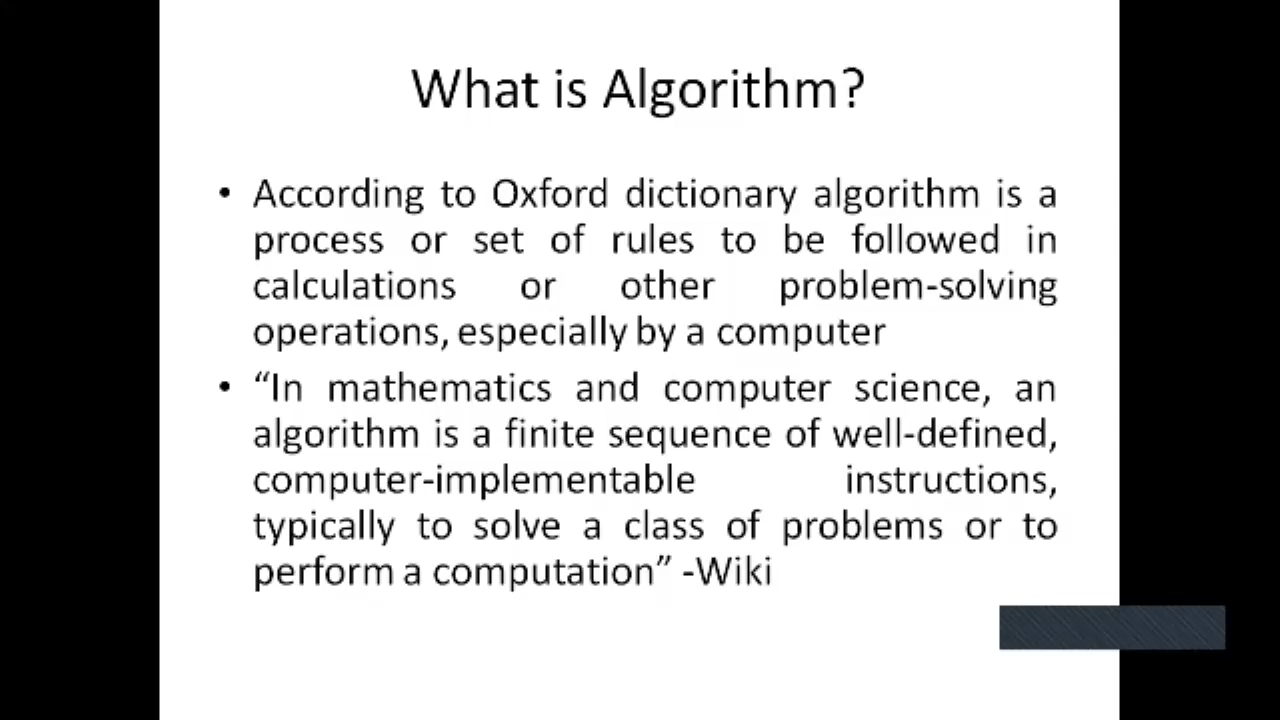 What is Algorithm?
• According to Oxford dictionary algorithm is a
process or set of rules to be followed in
calculations or other problem-solving
operations, especially by a computer
• “In mathematics and computer science, an
algorithm is a finite sequence of well-defined,
computer-implementable instructions,
typically to solve a class of problems or to
perform a computation” -Wiki